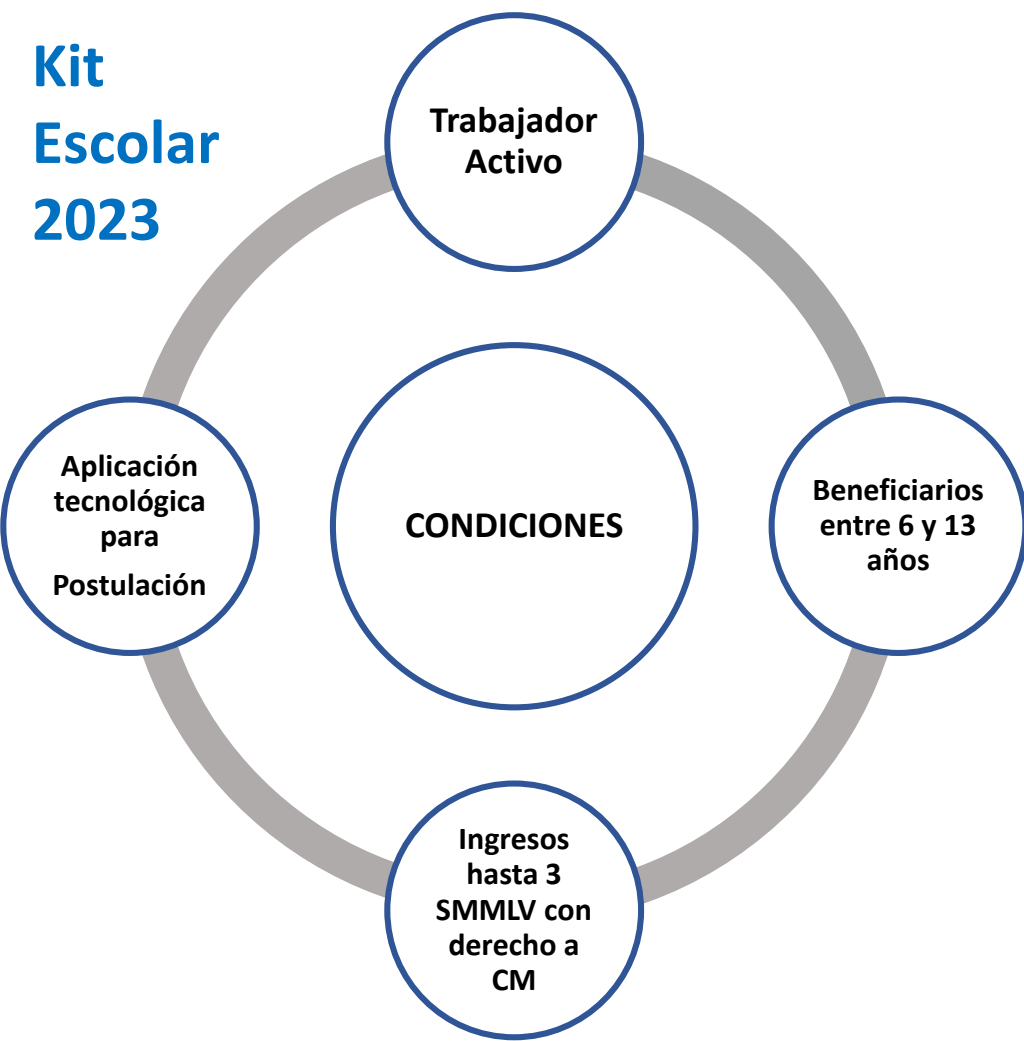 Kit
Escolar
2023
Trabajador
Activo
Aplicación
tecnológica
para
Postulación
CONDICIONES
Beneficiarios
entre 6 y 13
años
Ingresos
hasta 3
SMMLV con
derecho a
CM